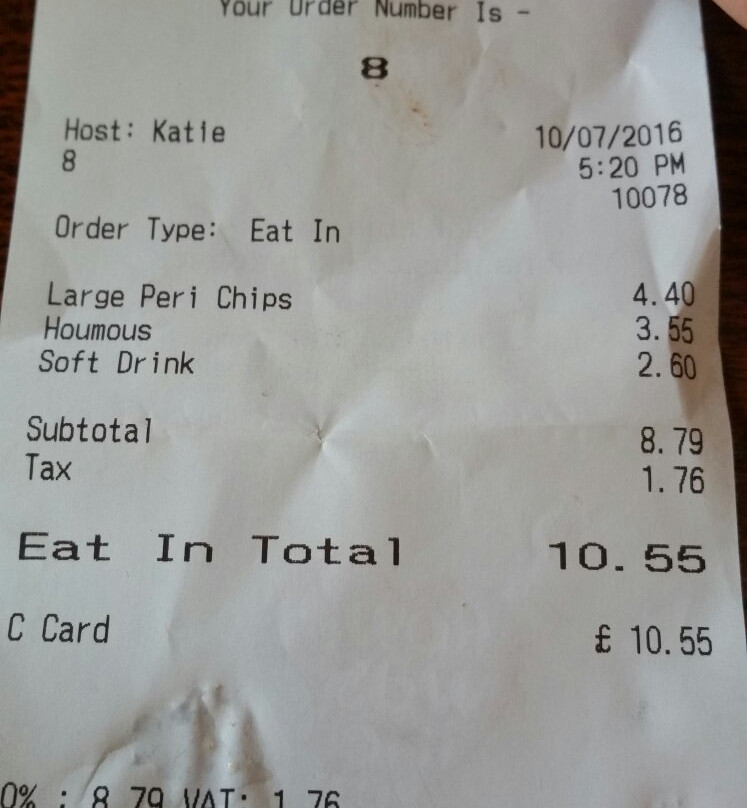 Your Order Number Is -
8
Host: Katie 10/07/2016
8 5:20 PM
10078
Order Type: Eat In
Large Peri Chips 4.40
Houmous 3.55
Soft Drink 2.60
Subtotal 8.79
Tax 1.76
Eat In Total 10.55
C Card £ 10.55
0% : 8.79 VAT: 1.76